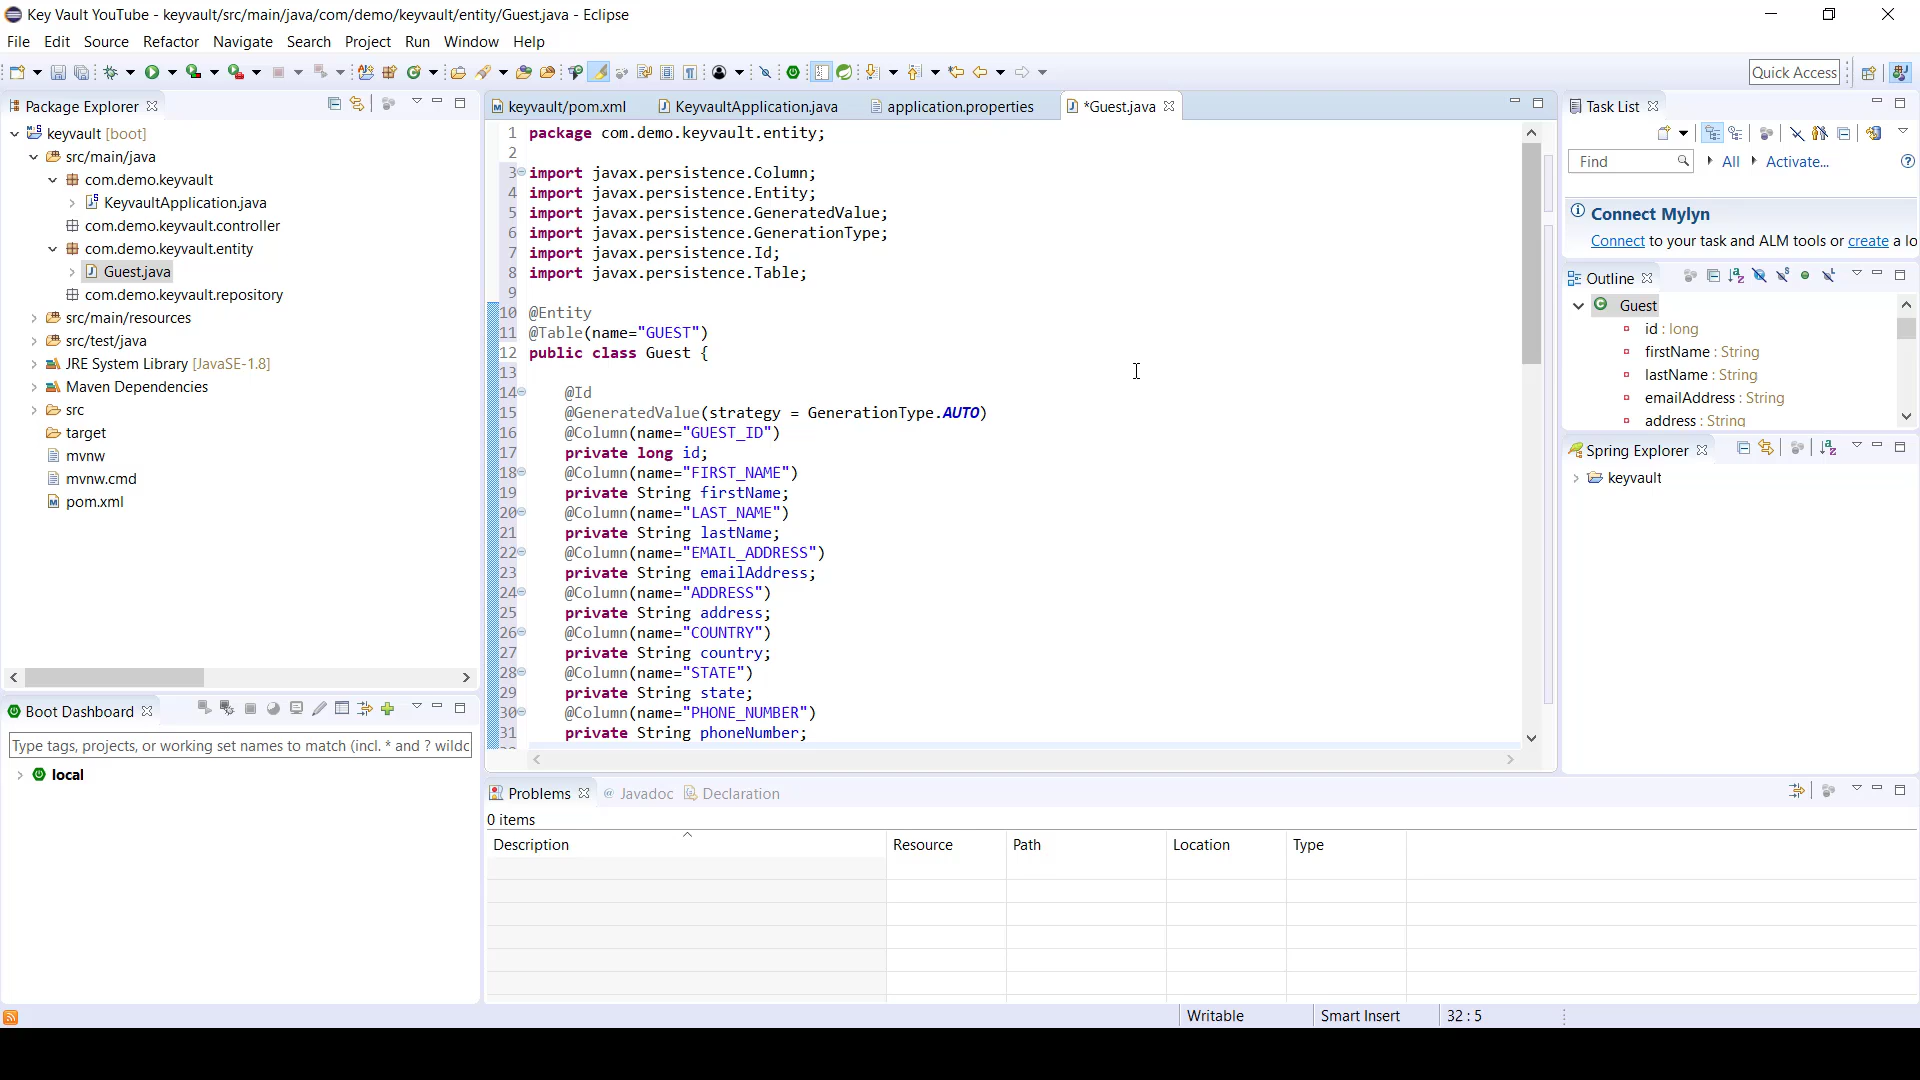 Key Vault YouTube - keyvault/src/main/java/com/demo/keyvault/entity/Guest.java - Eclipse
File Edit Source Refactor Navigate Search Project Run Window Help
Quick Access
Package Explorer
keyvault [boot]
src/main/java
com.demo.keyvault
KeyvaultApplication.java
com.demo.keyvault.controller
com.demo.keyvault.entity
Guest.java
com.demo.keyvault.repository
src/main/resources
src/test/java
JRE System Library [JavaSE-1.8]
Maven Dependencies
src
target
mvnw
mvnw.cmd
pom.xml
Boot Dashboard
Type tags, projects, or working set names to match (incl. * and ? wildc
local
keyvault/pom.xml KeyvaultApplication.java application.properties *Guest.java
1 package com.demo.keyvault.entity;
2
3 import javax.persistence.Column;
4 import javax.persistence.Entity;
5 import javax.persistence.GeneratedValue;
6 import javax.persistence.GenerationType;
7 import javax.persistence.Id;
8 import javax.persistence.Table;
9
10 @Entity
11 @Table(name="GUEST")
12 public class Guest {
13
14 @Id
15 @GeneratedValue(strategy = GenerationType.AUTO)
16 @Column(name="GUEST_ID")
17 private long id;
18 @Column(name="FIRST_NAME")
19 private String firstName;
20 @Column(name="LAST_NAME")
21 private String lastName;
22 @Column(name="EMAIL_ADDRESS")
23 private String emailAddress;
24 @Column(name="ADDRESS")
25 private String address;
26 @Column(name="COUNTRY")
27 private String country;
28 @Column(name="STATE")
29 private String state;
30 @Column(name="PHONE_NUMBER")
31 private String phoneNumber;
Task List
Find All Activate...
Connect Mylyn
Connect to your task and ALM tools or create a lo
Outline
Guest
id : long
firstName : String
lastName : String
emailAddress : String
address : String
Spring Explorer
keyvault
Problems @ Javadoc Declaration
0 items
Description Resource Path Location Type
Writable Smart Insert 32 : 5